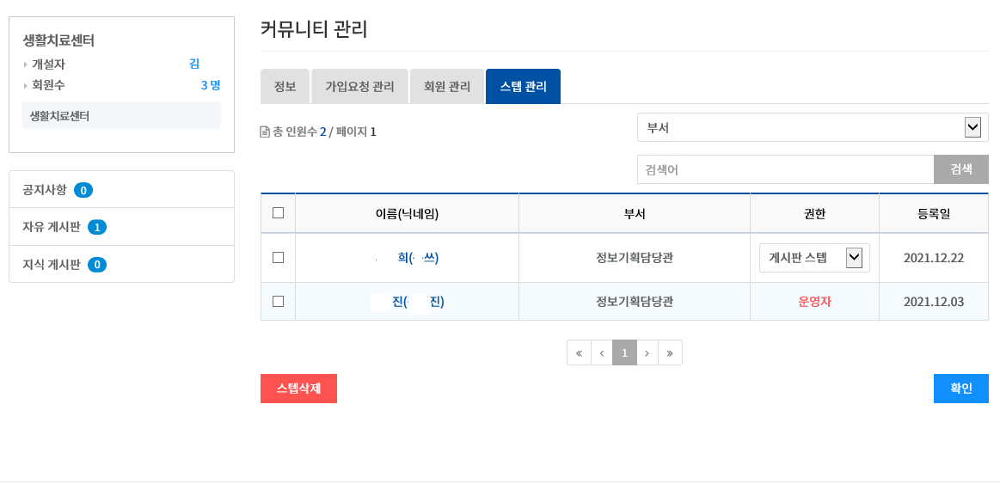 생활치료센터
개설자 김
회원수 3 명
생활치료센터
공지사항 0
자유 게시판 1
지식 게시판 0
커뮤니티 관리
정보 가입요청 관리 회원 관리 스텝 관리
총 인원수 2 / 페이지 1
부서
검색어 검색
이름(닉네임) 부서 권한 등록일
희( 쓰) 정보기획담당관 게시판 스텝 2021.12.22
진( 진) 정보기획담당관 운영자 2021.12.03
« ‹ 1 › »
스텝삭제 확인